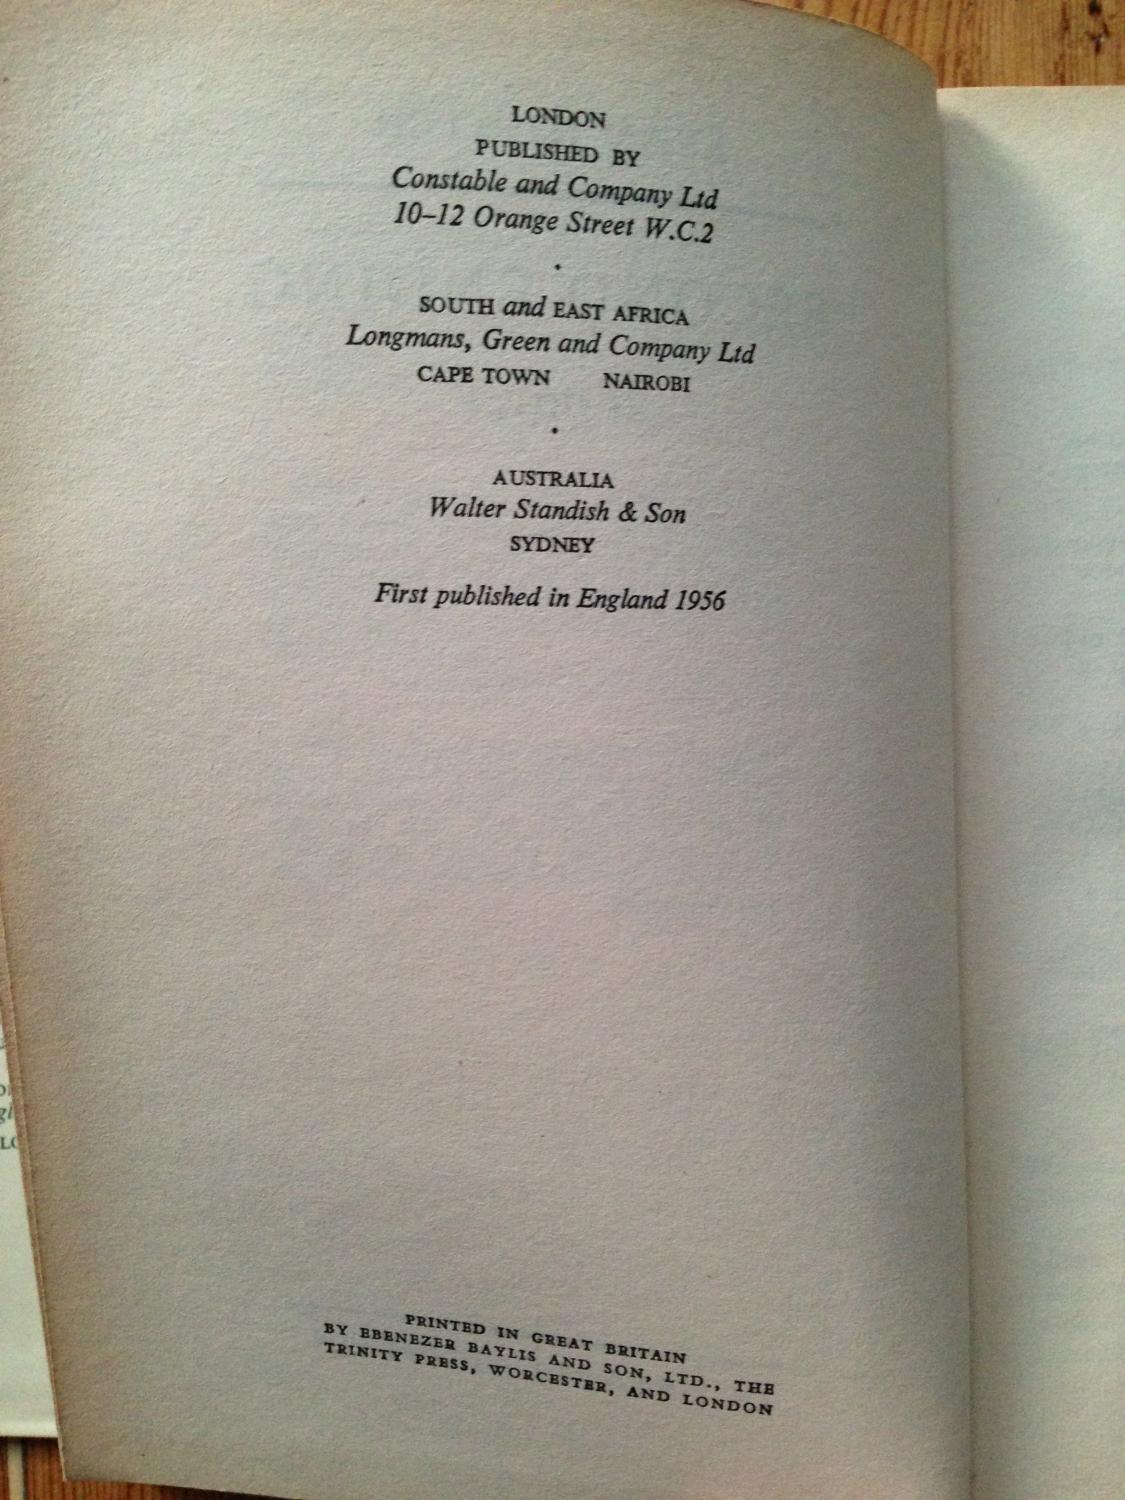 LONDON
PUBLISHED BY
Constable and Company Ltd
10–12 Orange Street W.C.2
·
SOUTH and EAST AFRICA
Longmans, Green and Company Ltd
CAPE TOWN NAIROBI
·
AUSTRALIA
Walter Standish & Son
SYDNEY
First published in England 1956
PRINTED IN GREAT BRITAIN
BY EBENEZER BAYLIS AND SON, LTD., THE
TRINITY PRESS, WORCESTER, AND LONDON